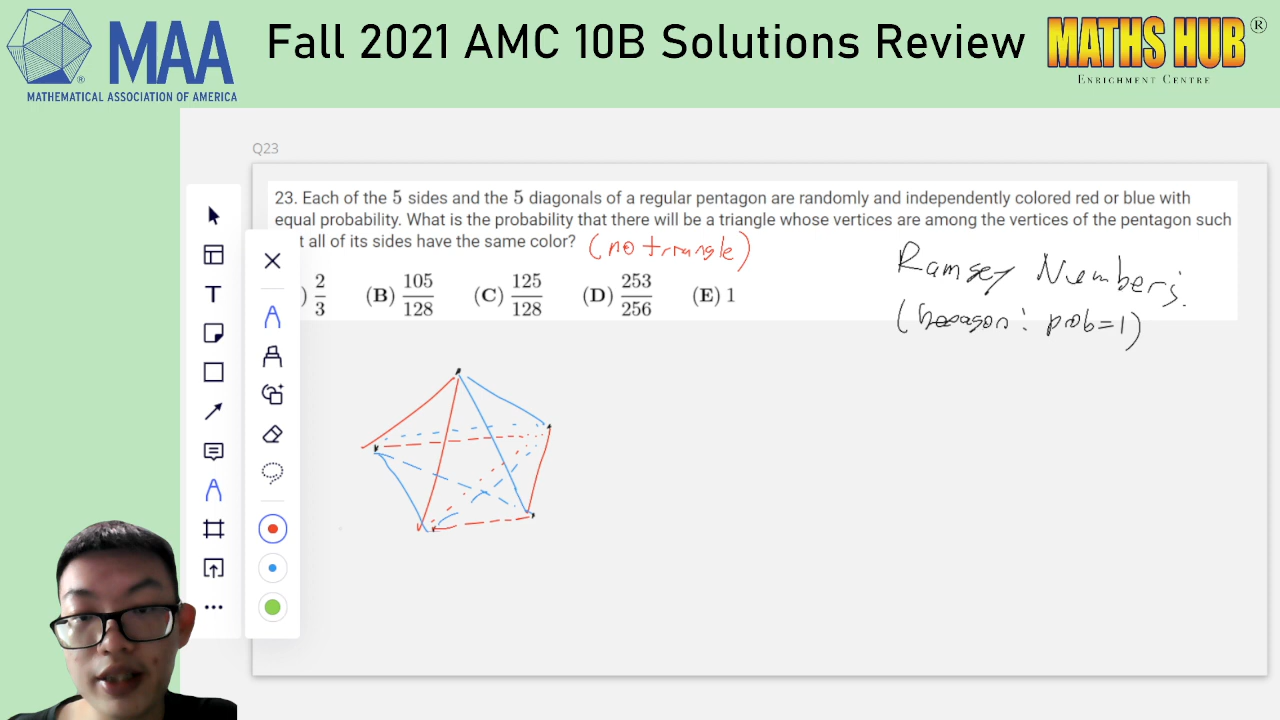 MAA
MATHEMATICAL ASSOCIATION OF AMERICA
Fall 2021 AMC 10B Solutions Review
MATHS HUB ®
ENRICHMENT CENTRE
Q23
23. Each of the 5 sides and the 5 diagonals of a regular pentagon are randomly and independently colored red or blue with
equal probability. What is the probability that there will be a triangle whose vertices are among the vertices of the pentagon such
t all of its sides have the same color? (no triangle)
) 2/3 (B) 105/128 (C) 125/128 (D) 253/256 (E) 1
Ramsey Numbers.
(hexagon: prob=1)
T